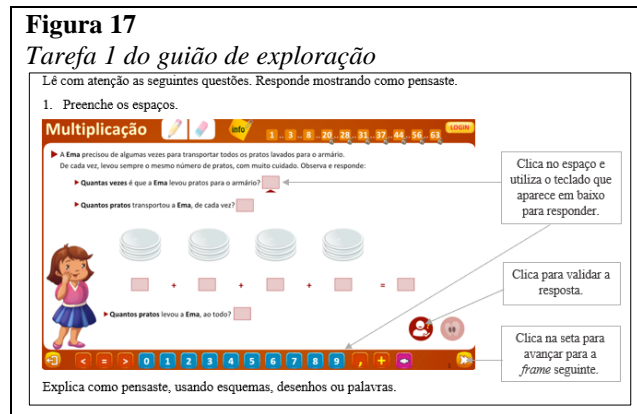 Figura 17
Tarefa 1 do guião de exploração
Lê com atenção as seguintes questões. Responde mostrando como pensaste.
1. Preenche os espaços.
Multiplicação
info
1 .. 3 .. 8 .. 20 .. 28 .. 31 .. 37 .. 44 .. 56 .. 63
LOGIN
A Ema precisou de algumas vezes para transportar todos os pratos lavados para o armário.
De cada vez, levou sempre o mesmo número de pratos, com muito cuidado. Observa e responde:
Quantas vezes é que a Ema levou pratos para o armário?
Quantos pratos transportou a Ema, de cada vez?
+ + + =
Quantos pratos levou a Ema, ao todo?
< = > 0 1 2 3 4 5 6 7 8 9 , +
Clica no espaço e
utiliza o teclado que
aparece em baixo
para responder.
Clica para validar a
resposta.
Clica na seta para
avançar para a
frame seguinte.
Explica como pensaste, usando esquemas, desenhos ou palavras.